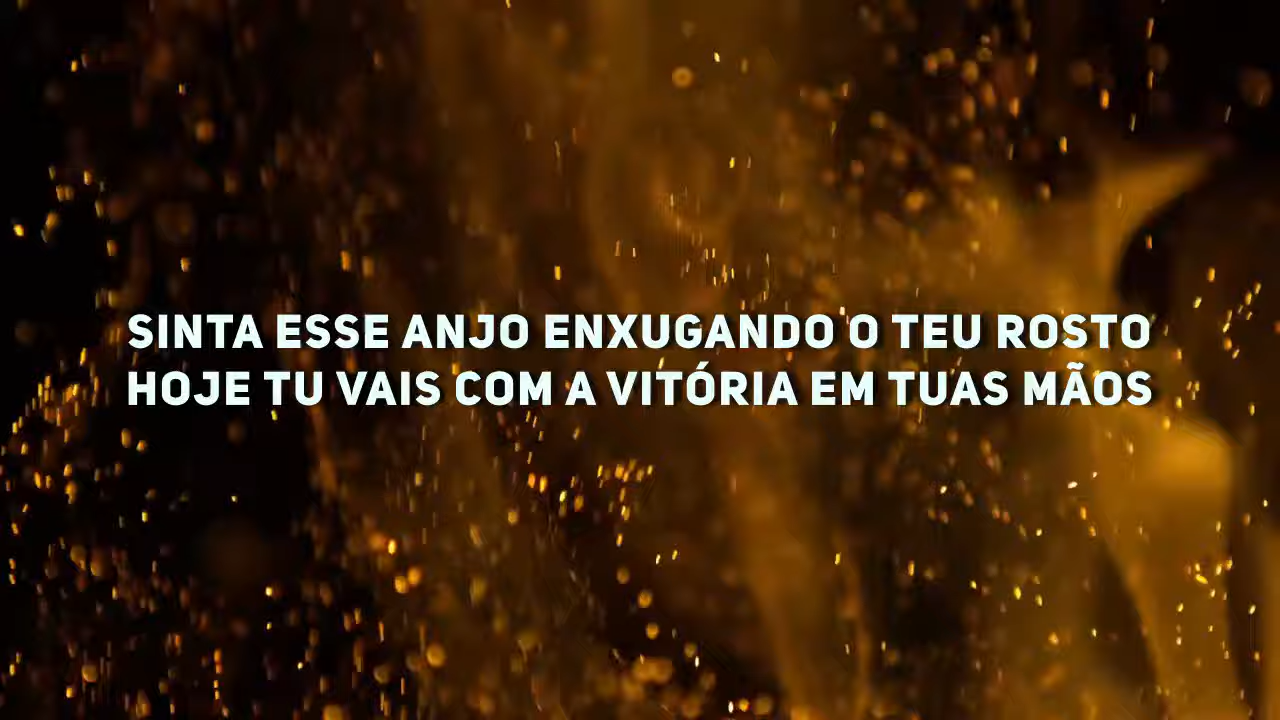 SINTA ESSE ANJO ENXUGANDO O TEU ROSTO
HOJE TU VAIS COM A VITÓRIA EM TUAS MÃOS